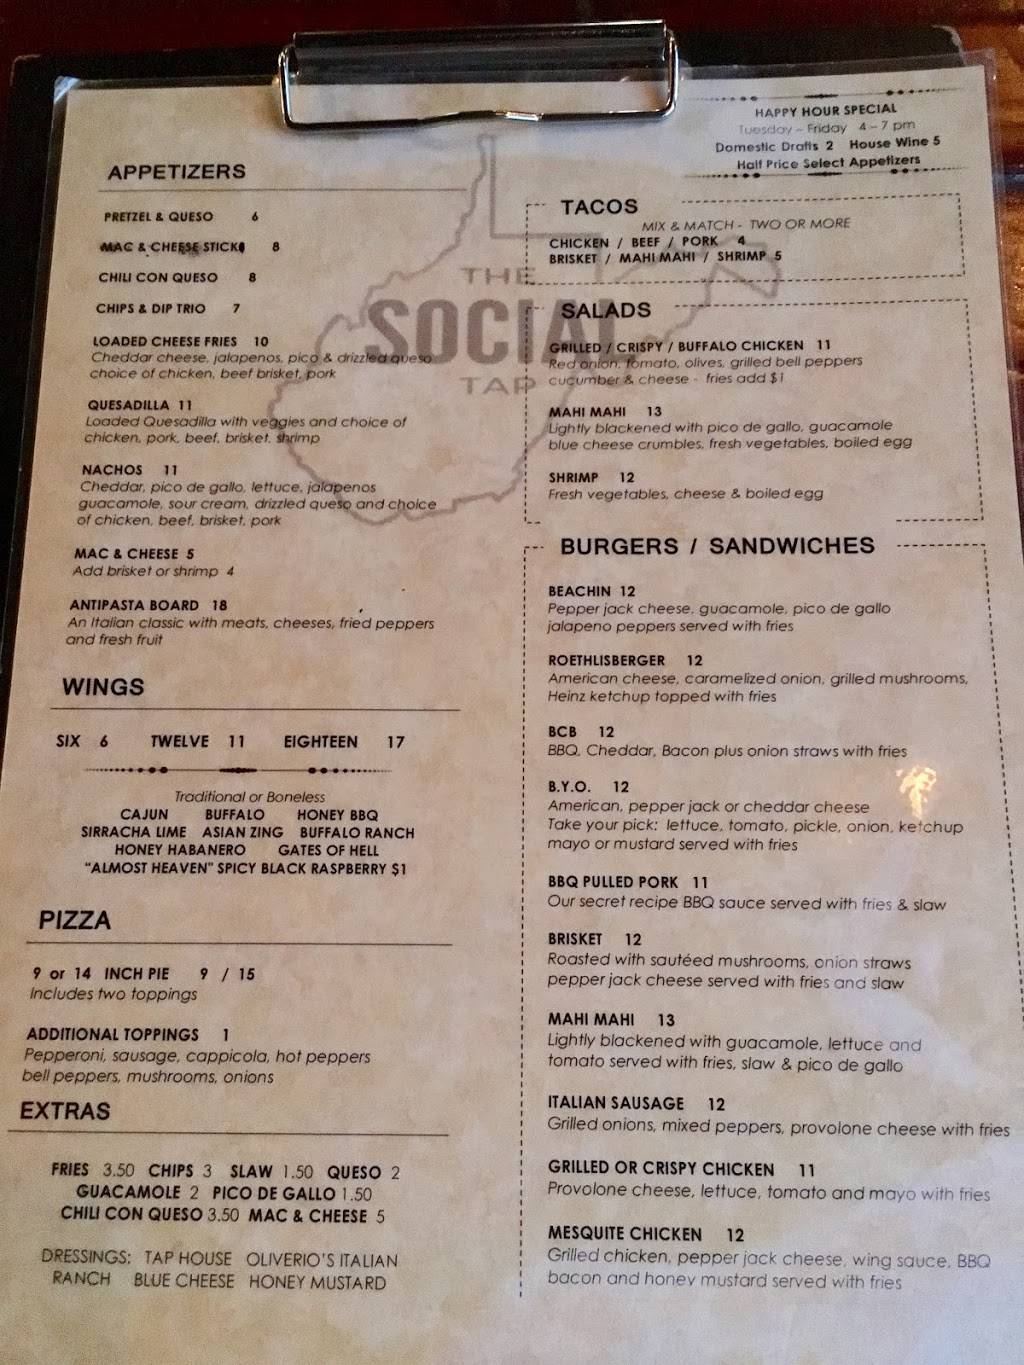 HAPPY HOUR SPECIAL
Tuesday – Friday 4 – 7 pm
Domestic Drafts 2 House Wine 5
Half Price Select Appetizers
THE
SOCIAL
TAP
APPETIZERS
PRETZEL & QUESO 6
MAC & CHEESE STICK 8
CHILI CON QUESO 8
CHIPS & DIP TRIO 7
LOADED CHEESE FRIES 10
Cheddar cheese, jalapenos, pico & drizzled queso
choice of chicken, beef brisket, pork
QUESADILLA 11
Loaded Quesadilla with veggies and choice of
chicken, pork, beef, brisket, shrimp
NACHOS 11
Cheddar, pico de gallo, lettuce, jalapenos
guacamole, sour cream, drizzled queso and choice
of chicken, beef, brisket, pork
MAC & CHEESE 5
Add brisket or shrimp 4
ANTIPASTA BOARD 18
An Italian classic with meats, cheeses, fried peppers
and fresh fruit
WINGS
SIX 6 TWELVE 11 EIGHTEEN 17
Traditional or Boneless
CAJUN BUFFALO HONEY BBQ
SIRRACHA LIME ASIAN ZING BUFFALO RANCH
HONEY HABANERO GATES OF HELL
"ALMOST HEAVEN" SPICY BLACK RASPBERRY $1
PIZZA
9 or 14 INCH PIE 9 / 15
Includes two toppings
ADDITIONAL TOPPINGS 1
Pepperoni, sausage, cappicola, hot peppers
bell peppers, mushrooms, onions
EXTRAS
FRIES 3.50 CHIPS 3 SLAW 1.50 QUESO 2
GUACAMOLE 2 PICO DE GALLO 1.50
CHILI CON QUESO 3.50 MAC & CHEESE 5
DRESSINGS: TAP HOUSE OLIVERIO'S ITALIAN
RANCH BLUE CHEESE HONEY MUSTARD
TACOS
MIX & MATCH - TWO OR MORE
CHICKEN / BEEF / PORK 4
BRISKET / MAHI MAHI / SHRIMP 5
SALADS
GRILLED / CRISPY / BUFFALO CHICKEN 11
Red onion, tomato, olives, grilled bell peppers
cucumber & cheese - fries add $1
MAHI MAHI 13
Lightly blackened with pico de gallo, guacamole
blue cheese crumbles, fresh vegetables, boiled egg
SHRIMP 12
Fresh vegetables, cheese & boiled egg
BURGERS / SANDWICHES
BEACHIN 12
Pepper jack cheese, guacamole, pico de gallo
jalapeno peppers served with fries
ROETHLISBERGER 12
American cheese, caramelized onion, grilled mushrooms,
Heinz ketchup topped with fries
BCB 12
BBQ, Cheddar, Bacon plus onion straws with fries
B.Y.O. 12
American, pepper jack or cheddar cheese
Take your pick: lettuce, tomato, pickle, onion, ketchup
mayo or mustard served with fries
BBQ PULLED PORK 11
Our secret recipe BBQ sauce served with fries & slaw
BRISKET 12
Roasted with sautéed mushrooms, onion straws
pepper jack cheese served with fries and slaw
MAHI MAHI 13
Lightly blackened with guacamole, lettuce and
tomato served with fries, slaw & pico de gallo
ITALIAN SAUSAGE 12
Grilled onions, mixed peppers, provolone cheese with fries
GRILLED OR CRISPY CHICKEN 11
Provolone cheese, lettuce, tomato and mayo with fries
MESQUITE CHICKEN 12
Grilled chicken, pepper jack cheese, wing sauce, BBQ
bacon and honey mustard served with fries